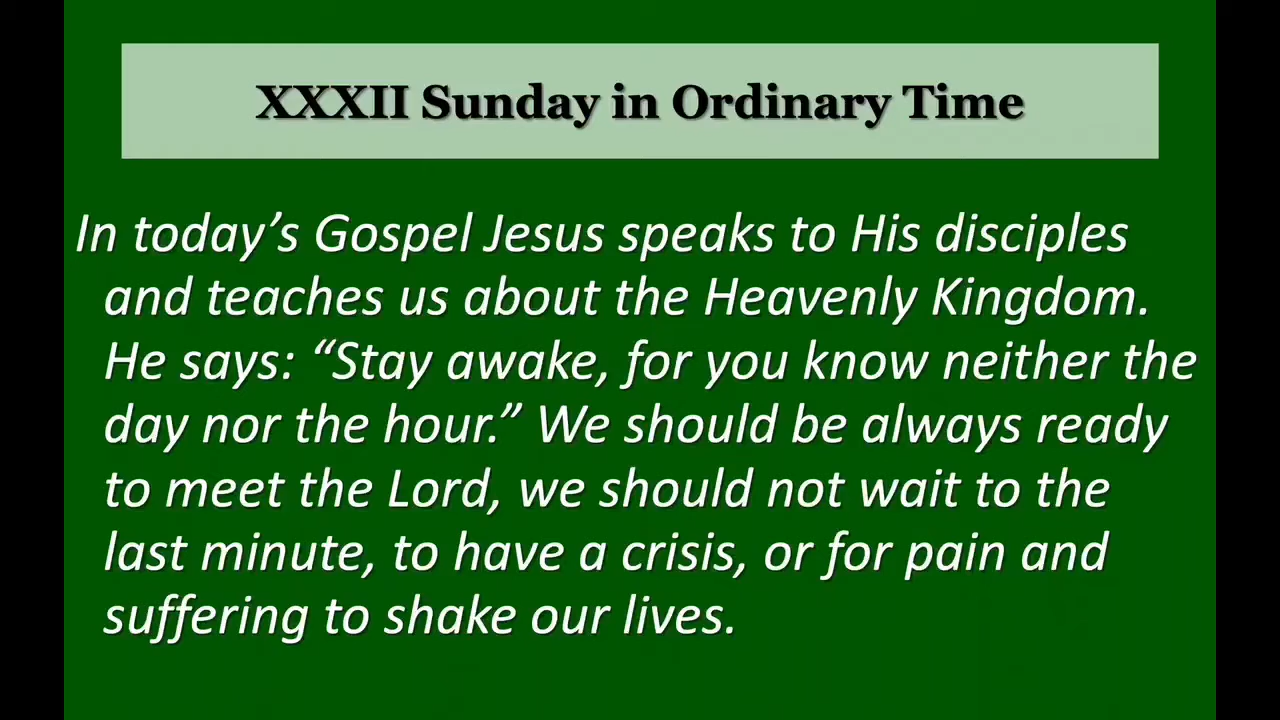 XXXII Sunday in Ordinary Time
In today’s Gospel Jesus speaks to His disciples
and teaches us about the Heavenly Kingdom.
He says: “Stay awake, for you know neither the
day nor the hour.” We should be always ready
to meet the Lord, we should not wait to the
last minute, to have a crisis, or for pain and
suffering to shake our lives.